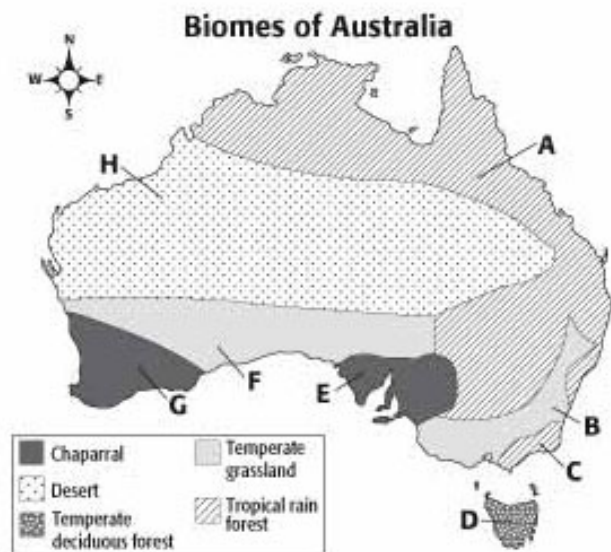 Biomes of Australia
N
W E
S
H
A
E
F
G
B
C
D
Chaparral
Desert
Temperate
deciduous forest
Temperate
grassland
Tropical rain
forest